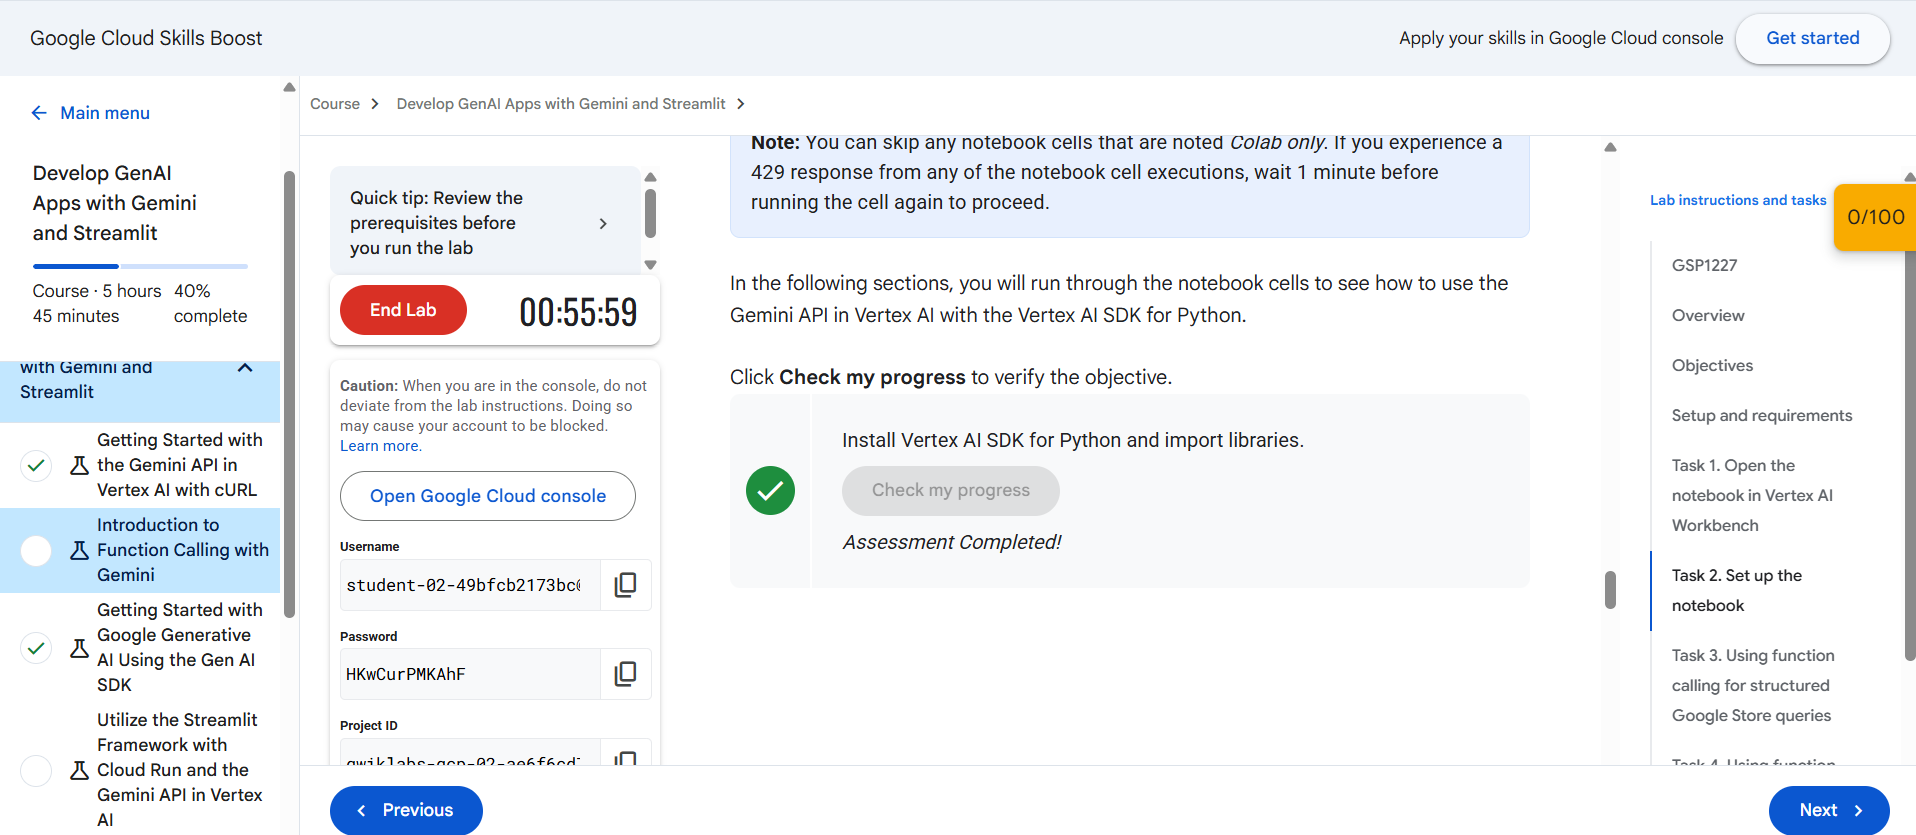 Google Cloud Skills Boost
Apply your skills in Google Cloud console
Get started
Main menu
Develop GenAI
Apps with Gemini
and Streamlit
Course · 5 hours
45 minutes
40%
complete
with Gemini and
Streamlit
Getting Started with
the Gemini API in
Vertex AI with cURL
Introduction to
Function Calling with
Gemini
Getting Started with
Google Generative
AI Using the Gen AI
SDK
Utilize the Streamlit
Framework with
Cloud Run and the
Gemini API in Vertex
AI
Course
Develop GenAI Apps with Gemini and Streamlit
Quick tip: Review the
prerequisites before
you run the lab
End Lab
00:55:59
Caution: When you are in the console, do not
deviate from the lab instructions. Doing so
may cause your account to be blocked.
Learn more.
Open Google Cloud console
Username
student-02-49bfcb2173bc
Password
HKwCurPMKAhF
Project ID
qwiklabs-gcp-02-ae6f6cd
Previous
Note: You can skip any notebook cells that are noted Colab only. If you experience a
429 response from any of the notebook cell executions, wait 1 minute before
running the cell again to proceed.
In the following sections, you will run through the notebook cells to see how to use the
Gemini API in Vertex AI with the Vertex AI SDK for Python.
Click Check my progress to verify the objective.
Install Vertex AI SDK for Python and import libraries.
Check my progress
Assessment Completed!
Lab instructions and tasks
0/100
GSP1227
Overview
Objectives
Setup and requirements
Task 1. Open the
notebook in Vertex AI
Workbench
Task 2. Set up the
notebook
Task 3. Using function
calling for structured
Google Store queries
Task 4. Using function
Next